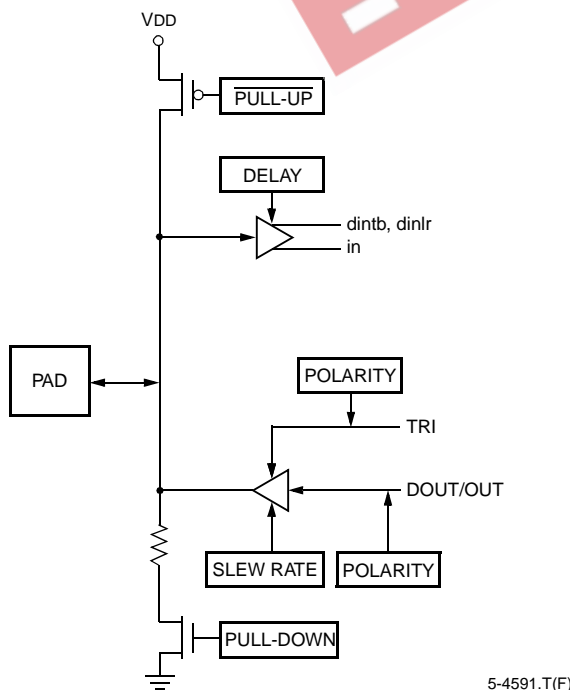 VDD
PULL-UP
DELAY
dintb, dinlr
in
PAD
POLARITY
TRI
DOUT/OUT
SLEW RATE
POLARITY
PULL-DOWN
5-4591.T(F)